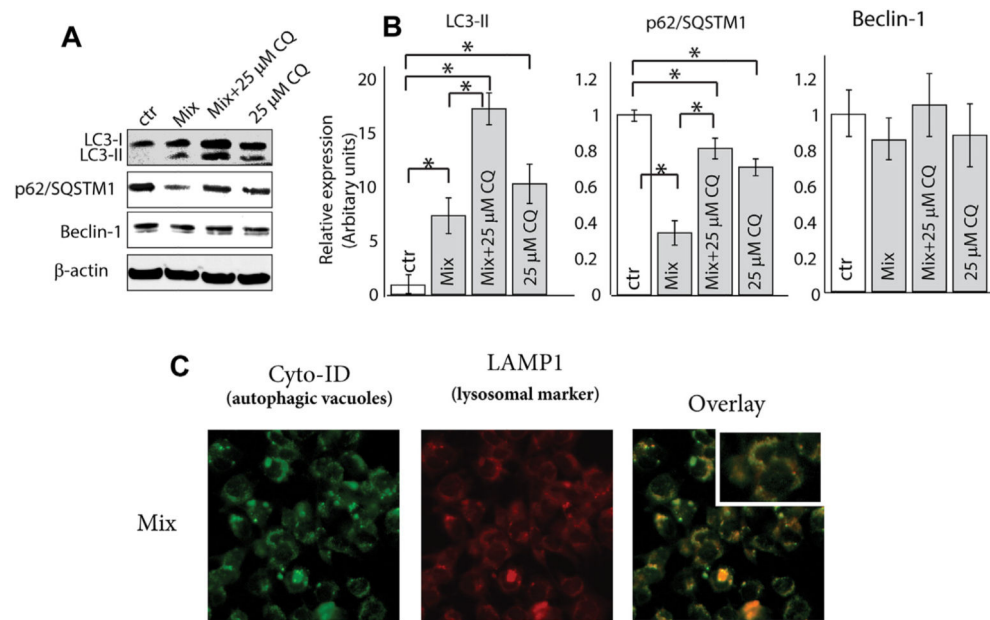 A
ctr
Mix
Mix+25 μM CQ
25 μM CQ
LC3-I
LC3-II
p62/SQSTM1
Beclin-1
β-actin
B
LC3-II
*
*
*
*
20
15
10
5
0
Relative expression
(Arbitary units)
ctr
Mix
Mix+25 μM CQ
25 μM CQ
p62/SQSTM1
*
*
*
*
1.2
1
0.8
0.6
0.4
0.2
0
ctr
Mix
Mix+25 μM CQ
25 μM CQ
Beclin-1
1.2
1
0.8
0.6
0.4
0.2
0
ctr
Mix
Mix+25 μM CQ
25 μM CQ
C
Cyto-ID
(autophagic vacuoles)
LAMP1
(lysosomal marker)
Overlay
Mix